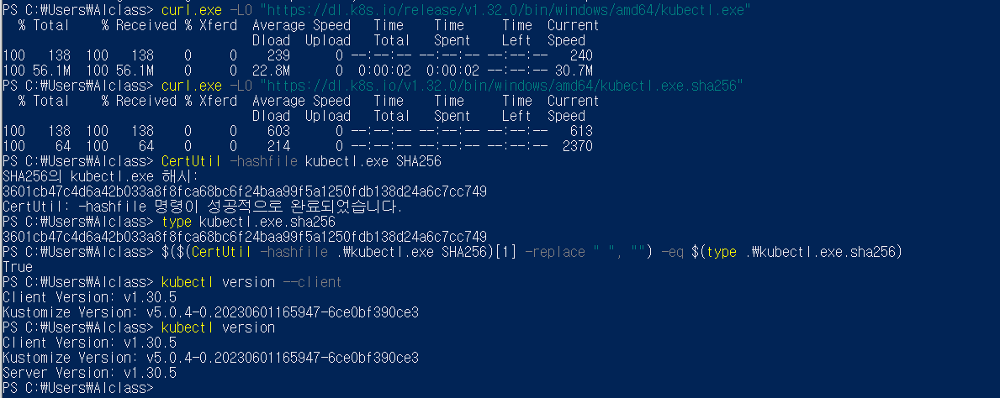 PS C:\Users\AIclass> curl.exe -LO "https://dl.k8s.io/release/v1.32.0/bin/windows/amd64/kubectl.exe"
  % Total    % Received % Xferd  Average Speed   Time    Time     Time  Current
                                 Dload  Upload   Total   Spent    Left  Speed
100   138  100   138    0     0    239      0 --:--:-- --:--:-- --:--:--   240
100 56.1M  100 56.1M    0     0  22.8M      0  0:00:02  0:00:02 --:--:-- 30.7M
PS C:\Users\AIclass> curl.exe -LO "https://dl.k8s.io/v1.32.0/bin/windows/amd64/kubectl.exe.sha256"
  % Total    % Received % Xferd  Average Speed   Time    Time     Time  Current
                                 Dload  Upload   Total   Spent    Left  Speed
100   138  100   138    0     0    603      0 --:--:-- --:--:-- --:--:--   613
100    64  100    64    0     0    214      0 --:--:-- --:--:-- --:--:--  2370
PS C:\Users\AIclass> CertUtil -hashfile kubectl.exe SHA256
SHA256의 kubectl.exe 해시:
3601cb47c4d6a42b033a8f8fca68bc6f24baa99f5a1250fdb138d24a6c7cc749
CertUtil: -hashfile 명령이 성공적으로 완료되었습니다.
PS C:\Users\AIclass> type kubectl.exe.sha256
3601cb47c4d6a42b033a8f8fca68bc6f24baa99f5a1250fdb138d24a6c7cc749
PS C:\Users\AIclass> $($(CertUtil -hashfile .\kubectl.exe SHA256)[1] -replace " ", "") -eq $(type .\kubectl.exe.sha256)
True
PS C:\Users\AIclass> kubectl version --client
Client Version: v1.30.5
Kustomize Version: v5.0.4-0.20230601165947-6ce0bf390ce3
PS C:\Users\AIclass> kubectl version
Client Version: v1.30.5
Kustomize Version: v5.0.4-0.20230601165947-6ce0bf390ce3
Server Version: v1.30.5
PS C:\Users\AIclass>